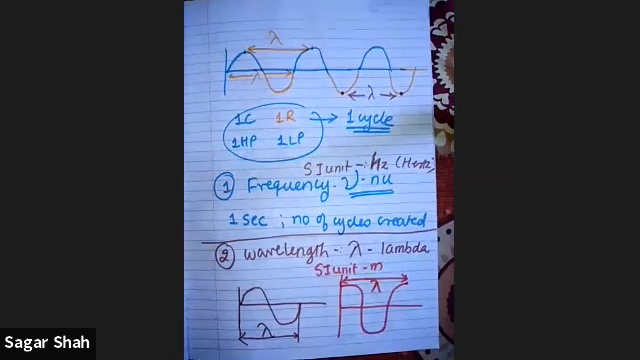 λ
λ
λ
1C 1R → 1 cycle
1HP 1LP
SI unit -: Hz (Hertz)
① Frequency. ν - nu
1 sec ; no of cycles created
② wavelength - λ - lambda
SI unit - m
λ
λ
Sagar Shah